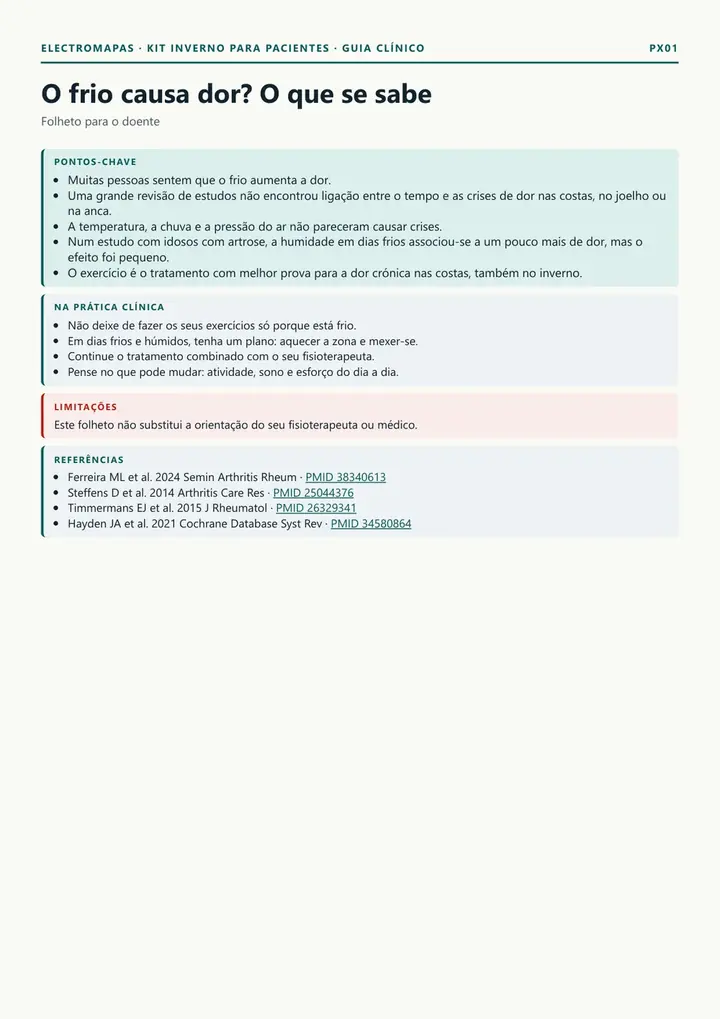 ELECTROMAPAS · KIT INVERNO PARA PACIENTES · GUIA CLÍNICO PX01
O frio causa dor? O que se sabe
Folheto para o doente
PONTOS-CHAVE
• Muitas pessoas sentem que o frio aumenta a dor.
• Uma grande revisão de estudos não encontrou ligação entre o tempo e as crises de dor nas costas, no joelho ou
na anca.
• A temperatura, a chuva e a pressão do ar não pareceram causar crises.
• Num estudo com idosos com artrose, a humidade em dias frios associou-se a um pouco mais de dor, mas o
efeito foi pequeno.
• O exercício é o tratamento com melhor prova para a dor crónica nas costas, também no inverno.
NA PRÁTICA CLÍNICA
• Não deixe de fazer os seus exercícios só porque está frio.
• Em dias frios e húmidos, tenha um plano: aquecer a zona e mexer-se.
• Continue o tratamento combinado com o seu fisioterapeuta.
• Pense no que pode mudar: atividade, sono e esforço do dia a dia.
LIMITAÇÕES
Este folheto não substitui a orientação do seu fisioterapeuta ou médico.
REFERÊNCIAS
• Ferreira ML et al. 2024 Semin Arthritis Rheum · PMID 38340613
• Steffens D et al. 2014 Arthritis Care Res · PMID 25044376
• Timmermans EJ et al. 2015 J Rheumatol · PMID 26329341
• Hayden JA et al. 2021 Cochrane Database Syst Rev · PMID 34580864